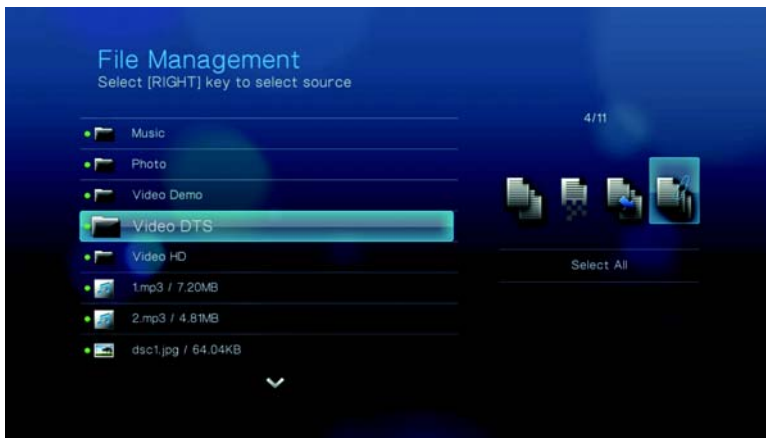 File Management
Select [RIGHT] key to select source
4/11
Music
Photo
Video Demo
Video DTS
Video HD
1.mp3 / 7.20MB
2.mp3 / 4.81MB
dsc1.jpg / 64.04KB
Select All